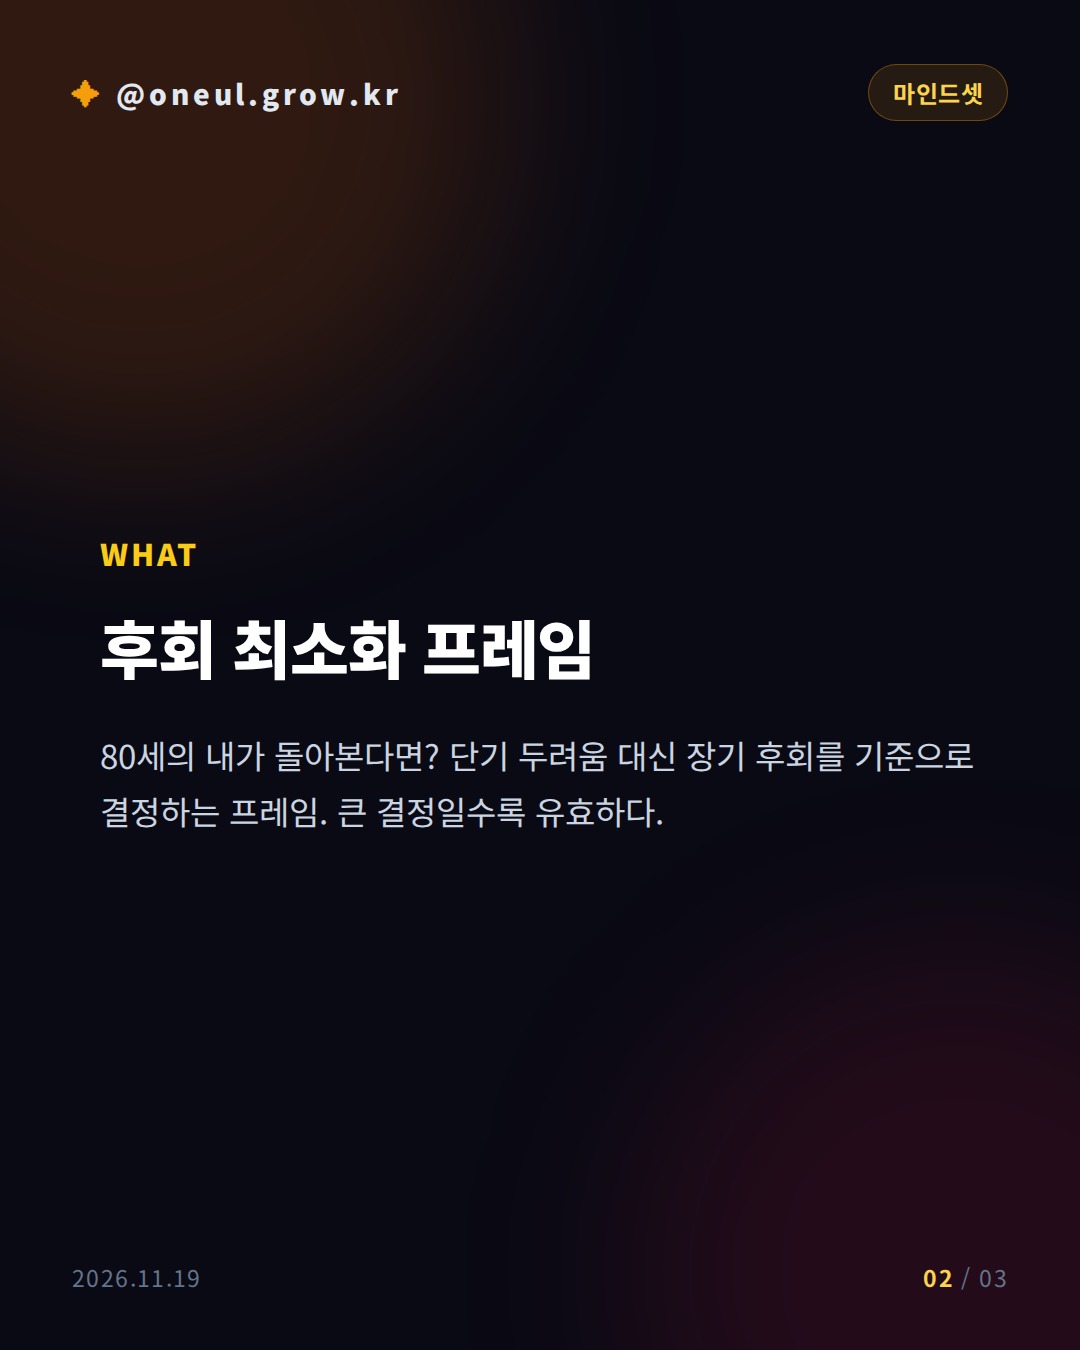 @oneul.grow.kr
마인드셋
WHAT
후회 최소화 프레임
80세의 내가 돌아본다면? 단기 두려움 대신 장기 후회를 기준으로
결정하는 프레임. 큰 결정일수록 유효하다.
2026.11.19
02 / 03